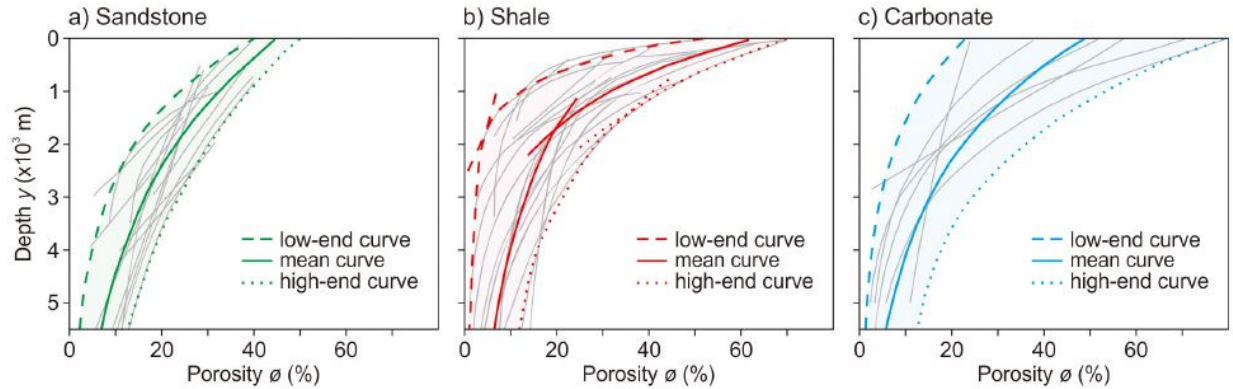 a) Sandstone
b) Shale
c) Carbonate
Depth y (x10³ m)
0
1
2
3
4
5
low-end curve
mean curve
high-end curve
low-end curve
mean curve
high-end curve
low-end curve
mean curve
high-end curve
0 20 40 60
0 20 40 60
0 20 40 60
Porosity ø (%)
Porosity ø (%)
Porosity ø (%)